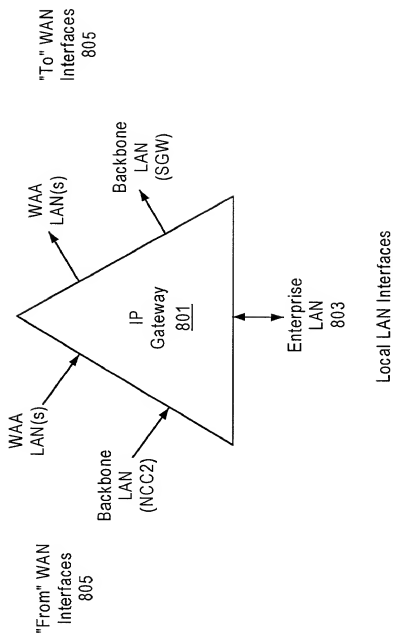 "From" WAN
Interfaces
805
WAA
LAN(s)
Backbone
LAN
(NCC2)
IP
Gateway
801
WAA
LAN(s)
Backbone
LAN
(SGW)
"To" WAN
Interfaces
805
Enterprise
LAN
803
Local LAN Interfaces